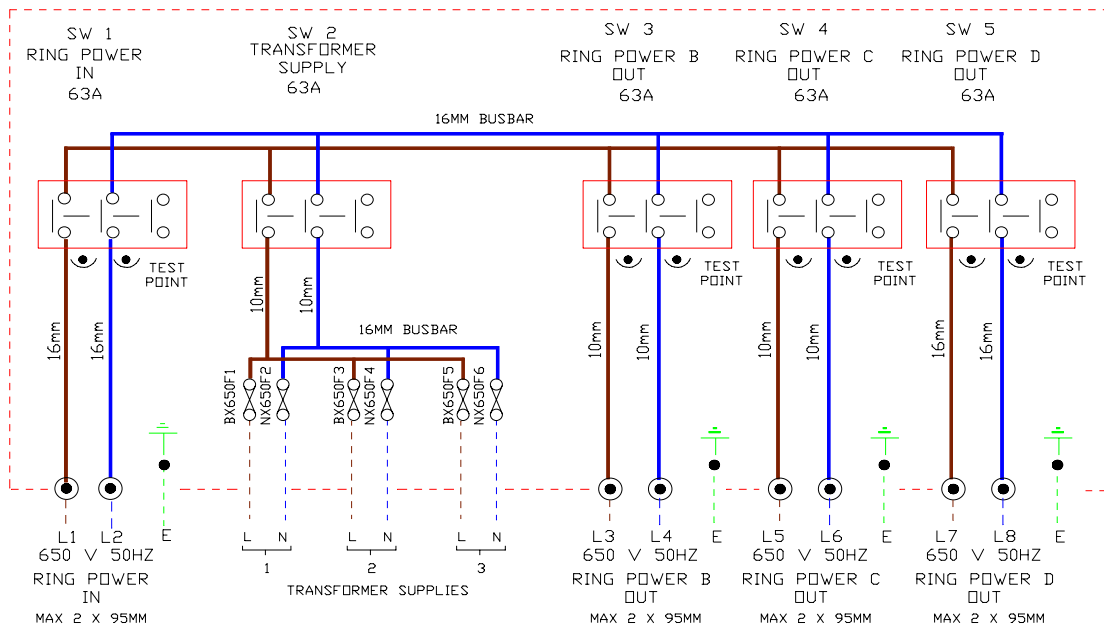 SW 1
RING POWER
IN
63A
SW 2
TRANSFORMER
SUPPLY
63A
SW 3
RING POWER B
OUT
63A
SW 4
RING POWER C
OUT
63A
SW 5
RING POWER D
OUT
63A
16MM BUSBAR
TEST
POINT
TEST
POINT
TEST
POINT
TEST
POINT
16mm
16mm
10mm
10mm
10mm
10mm
10mm
10mm
16mm
16mm
16MM BUSBAR
BX650F1
NX650F2
BX650F3
NX650F4
BX650F5
NX650F6
L1 L2 E
650 V 50HZ
RING POWER
IN
MAX 2 X 95MM
L N
1
L N
2
L N
3
TRANSFORMER SUPPLIES
L3 L4 E
650 V 50HZ
RING POWER B
OUT
MAX 2 X 95MM
L5 L6 E
650 V 50HZ
RING POWER C
OUT
MAX 2 X 95MM
L7 L8 E
650 V 50HZ
RING POWER D
OUT
MAX 2 X 95MM